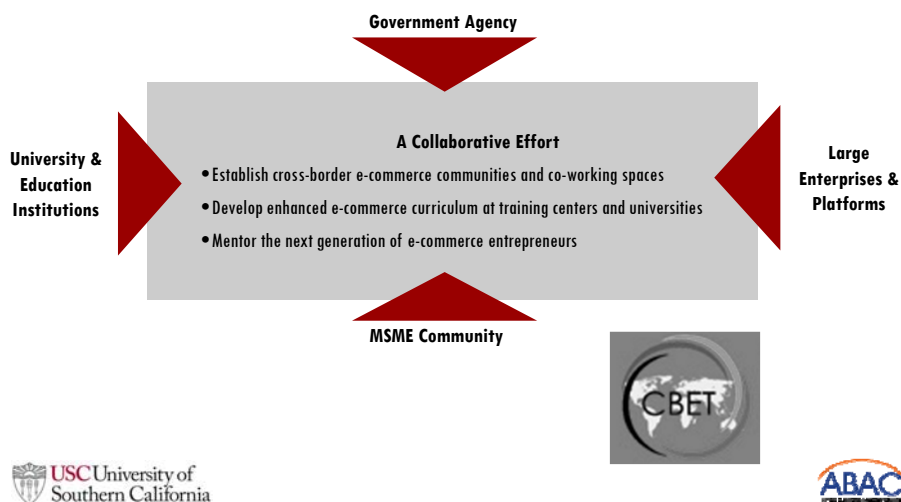 Government Agency
A Collaborative Effort
• Establish cross-border e-commerce communities and co-working spaces
• Develop enhanced e-commerce curriculum at training centers and universities
• Mentor the next generation of e-commerce entrepreneurs
University &
Education
Institutions
Large
Enterprises &
Platforms
MSME Community
CBET
USC University of
Southern California
ABAC